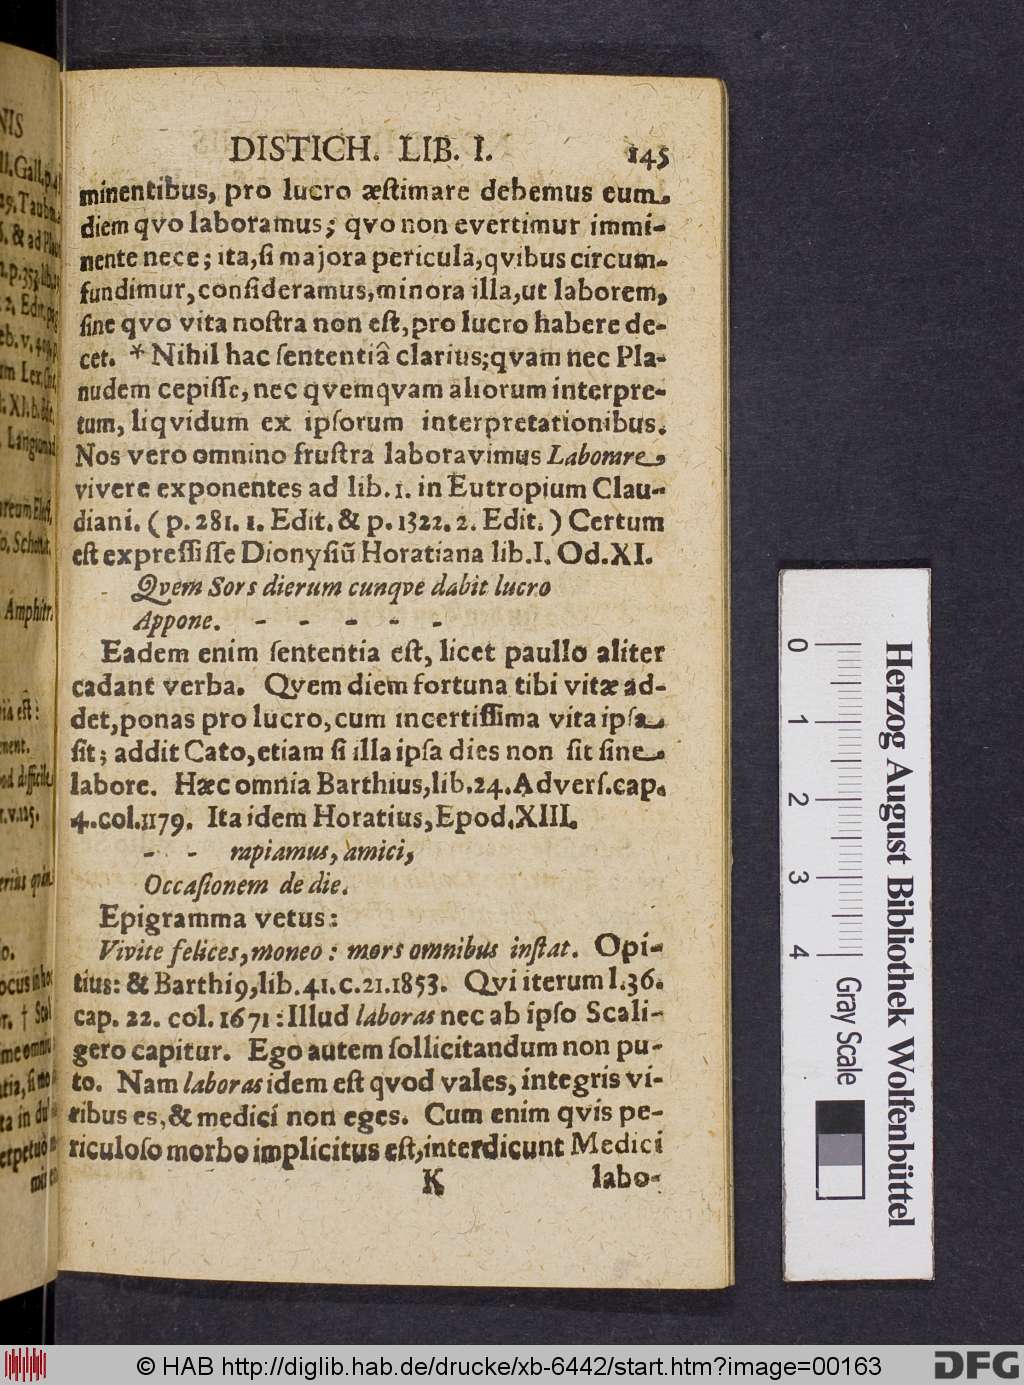 DISTICH. LIB. I. 145
minentibus, pro lucro æſtimare debemus eum
diem qvo laboramus; qvo non evertimur immi-
nente nece; ita, ſi majora pericula, qvibus circum-
fundimur, conſideramus, minora illa, ut laborem,
ſine qvo vita noſtra non eſt, pro lucro habere de-
cet. * Nihil hac ſententiâ clarius; qvam nec Pla-
nudem cepiſſe, nec qvemqvam aliorum interpre-
tum, liqvidum ex ipſorum interpretationibus.
Nos vero omnino fruſtra laboravimus Laborare,
vivere exponentes ad lib. 1. in Eutropium Clau-
diani. ( p. 281. 1. Edit. & p. 1322. 2. Edit. ) Certum
eſt expreſſiſſe Dionyſiũ Horatiana lib. I. Od. XI.
Qvem Sors dierum cunqve dabit lucro
Appone. - - - - -
Eadem enim ſententia eſt, licet paullo aliter
cadant verba. Qvem diem fortuna tibi vitæ ad-
det, ponas pro lucro, cum incertiſſima vita ipſa
ſit; addit Cato, etiam ſi illa ipſa dies non ſit ſine
labore. Hæc omnia Barthius, lib. 24. Adverſ. cap.
4. col. 1179. Ita idem Horatius, Epod. XIII.
- - rapiamus, amici,
Occaſionem de die.
Epigramma vetus:
Vivite felices, moneo: mors omnibus inſtat. Opi-
tius: & Barthi9, lib. 41. c. 21. 1853. Qvi iterum l. 36.
cap. 22. col. 1671: Illud laboras nec ab ipſo Scali-
gero capitur. Ego autem ſollicitandum non pu-
to. Nam laboras idem eſt qvod vales, integris vi-
ribus es, & medici non eges. Cum enim qvis pe-
riculoſo morbo implicitus eſt, interdicunt Medici
K labo-
0 1 2 3 4
Gray Scale
Herzog August Bibliothek Wolfenbüttel
© HAB http://diglib.hab.de/drucke/xb-6442/start.htm?image=00163
DFG